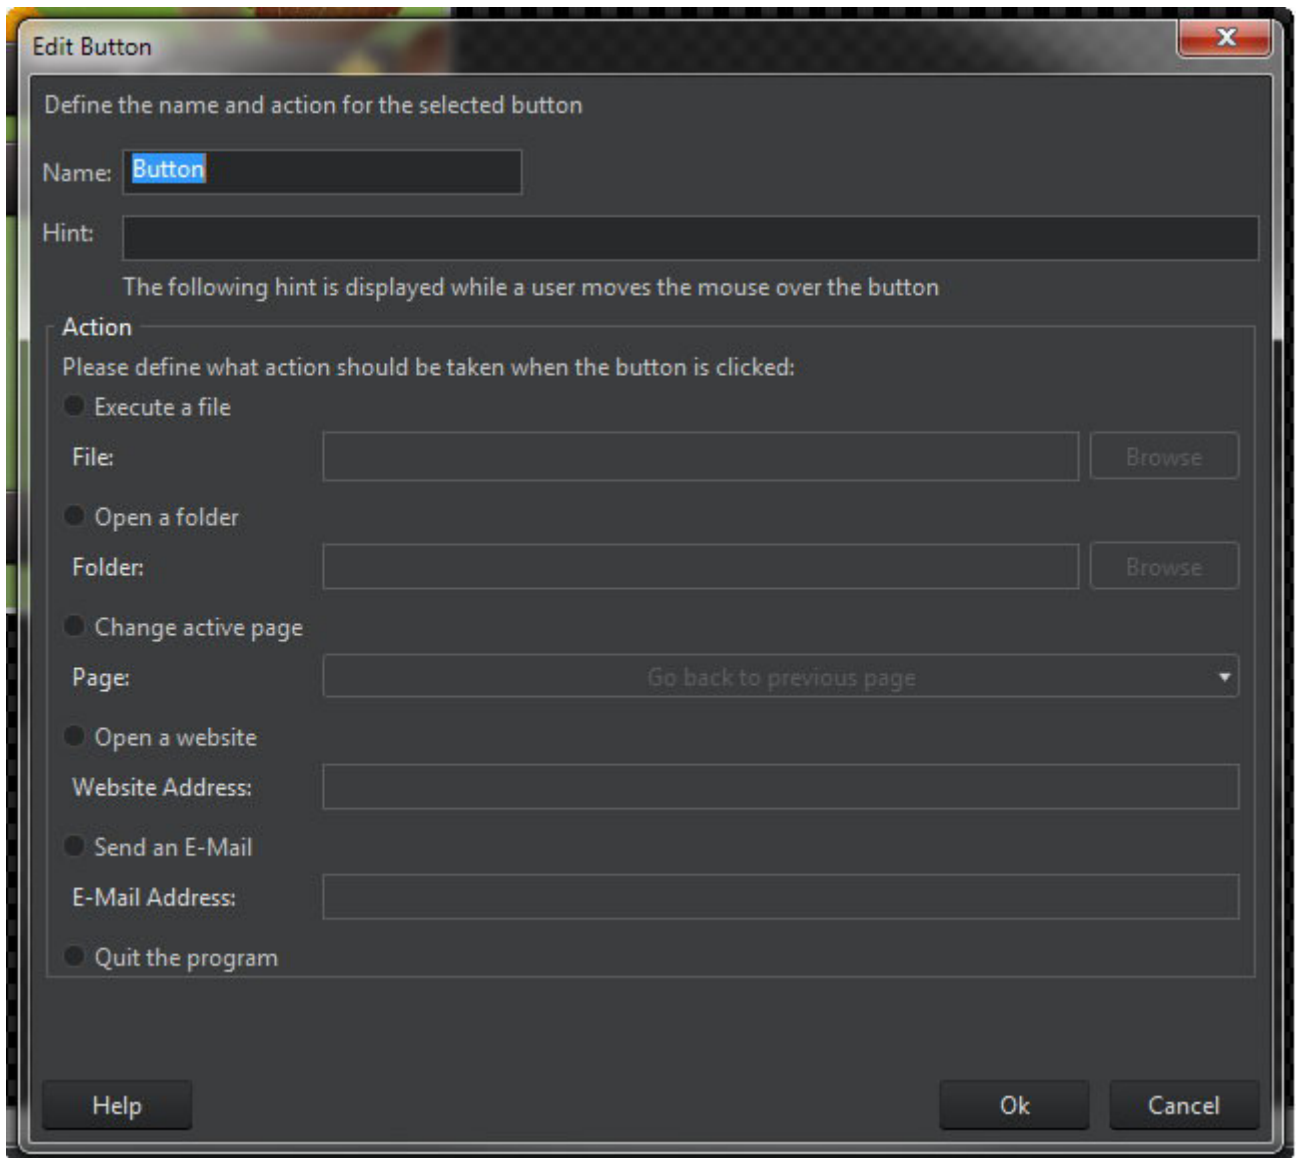 Edit Button
Define the name and action for the selected button
Name: Button
Hint:
The following hint is displayed while a user moves the mouse over the button
Action
Please define what action should be taken when the button is clicked:
Execute a file
File: Browse
Open a folder
Folder: Browse
Change active page
Page: Go back to previous page
Open a website
Website Address:
Send an E-Mail
E-Mail Address:
Quit the program
Help Ok Cancel